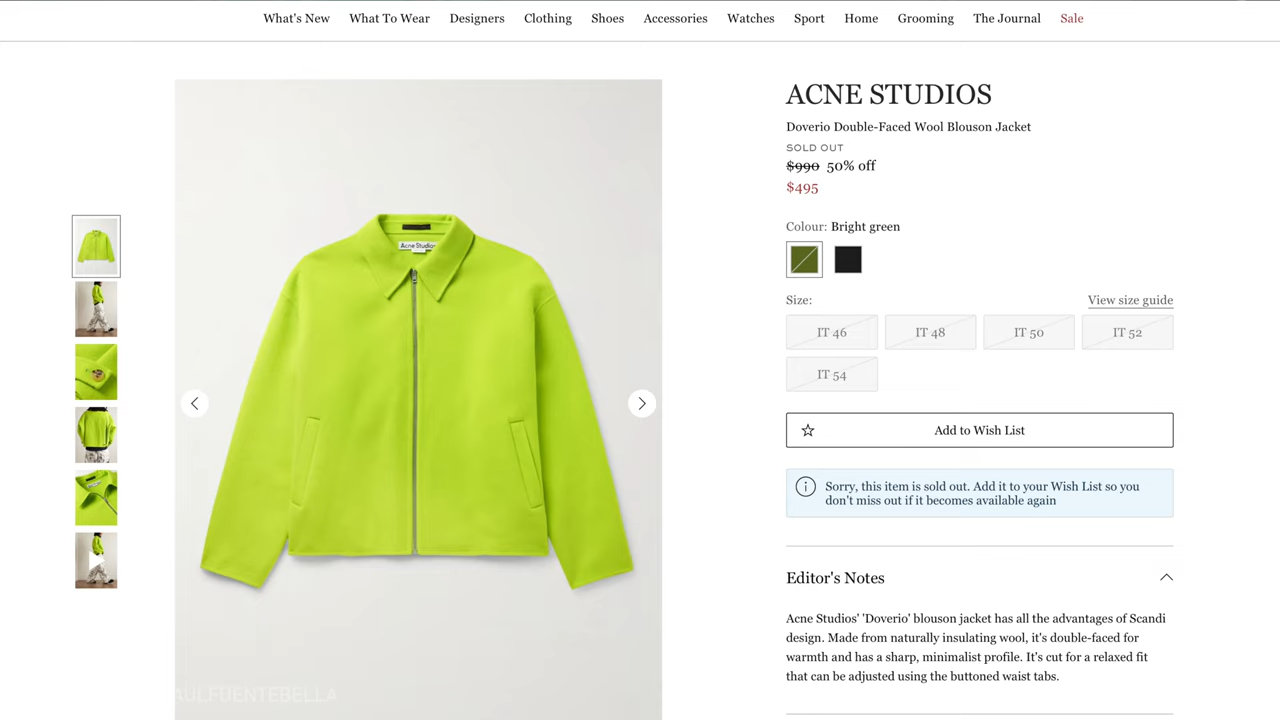 What's New What To Wear Designers Clothing Shoes Accessories Watches Sport Home Grooming The Journal Sale
ACNE STUDIOS
Doverio Double-Faced Wool Blouson Jacket
SOLD OUT
$990 50% off
$495
Colour: Bright green
Size: View size guide
IT 46 IT 48 IT 50 IT 52
IT 54
Add to Wish List
Sorry, this item is sold out. Add it to your Wish List so you
don't miss out if it becomes available again
Editor's Notes
Acne Studios' 'Doverio' blouson jacket has all the advantages of Scandi
design. Made from naturally insulating wool, it's double-faced for
warmth and has a sharp, minimalist profile. It's cut for a relaxed fit
that can be adjusted using the buttoned waist tabs.
Acne Studios
AULFUENTEBELLA